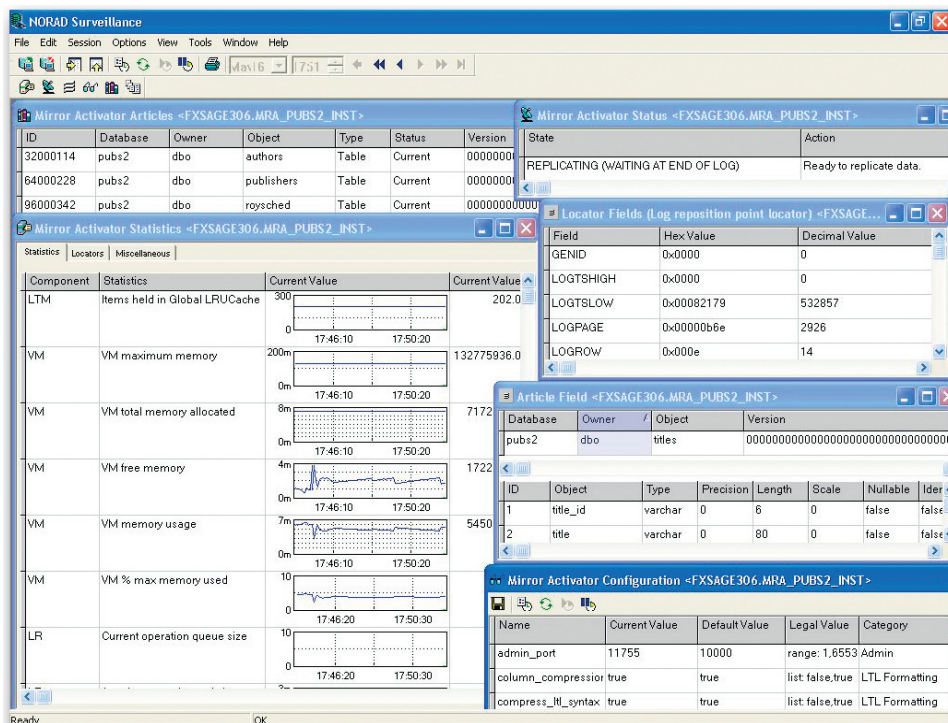 NORAD Surveillance
File Edit Session Options View Tools Window Help
May 6 17:51
Mirror Activator Articles <FXSAGE306.MRA_PUBS2_INST>
ID Database Owner Object Type Status Version
32000114 pubs2 dbo authors Table Current 00000000
64000228 pubs2 dbo publishers Table Current 00000000
96000342 pubs2 dbo roysched Table Current 000000000000
Mirror Activator Status <FXSAGE306.MRA_PUBS2_INST>
State Action
REPLICATING (WAITING AT END OF LOG) Ready to replicate data.
Locator Fields (Log reposition point locator) <FXSAGE...
Field Hex Value Decimal Value
GENID 0x0000 0
LOGTSHIGH 0x0000 0
LOGTSLOW 0x00082179 532857
LOGPAGE 0x00000b6e 2926
LOGROW 0x000e 14
Mirror Activator Statistics <FXSAGE306.MRA_PUBS2_INST>
Statistics Locators Miscellaneous
Component Statistics Current Value Current Value
LTM Items held in Global LRUCache 300 202.0
0
17:46:10 17:50:20
VM VM maximum memory 200m 132775936.0
0m
17:46:10 17:50:20
VM VM total memory allocated 8m 7172
0m
17:46:10 17:50:20
VM VM free memory 4m 1722
0m
17:46:10 17:50:20
VM VM memory usage 7m 5450
0m
17:46:10 17:50:20
VM VM % max memory used 10
0
17:46:20 17:50:30
LR Current operation queue size 10
0
17:46:20 17:50:30
Article Field <FXSAGE306.MRA_PUBS2_INST>
Database Owner / Object Version
pubs2 dbo titles 0000000000000000000000000000000000
ID Object Type Precision Length Scale Nullable Iden
1 title_id varchar 0 6 0 false false
2 title varchar 0 80 0 false false
Mirror Activator Configuration <FXSAGE306.MRA_PUBS2_INST>
Name Current Value Default Value Legal Value Category
admin_port 11755 10000 range: 1,6553 Admin
column_compression true true list: false,true LTL Formatting
compress_ltl_syntax true true list: false,true LTL Formatting
Ready OK